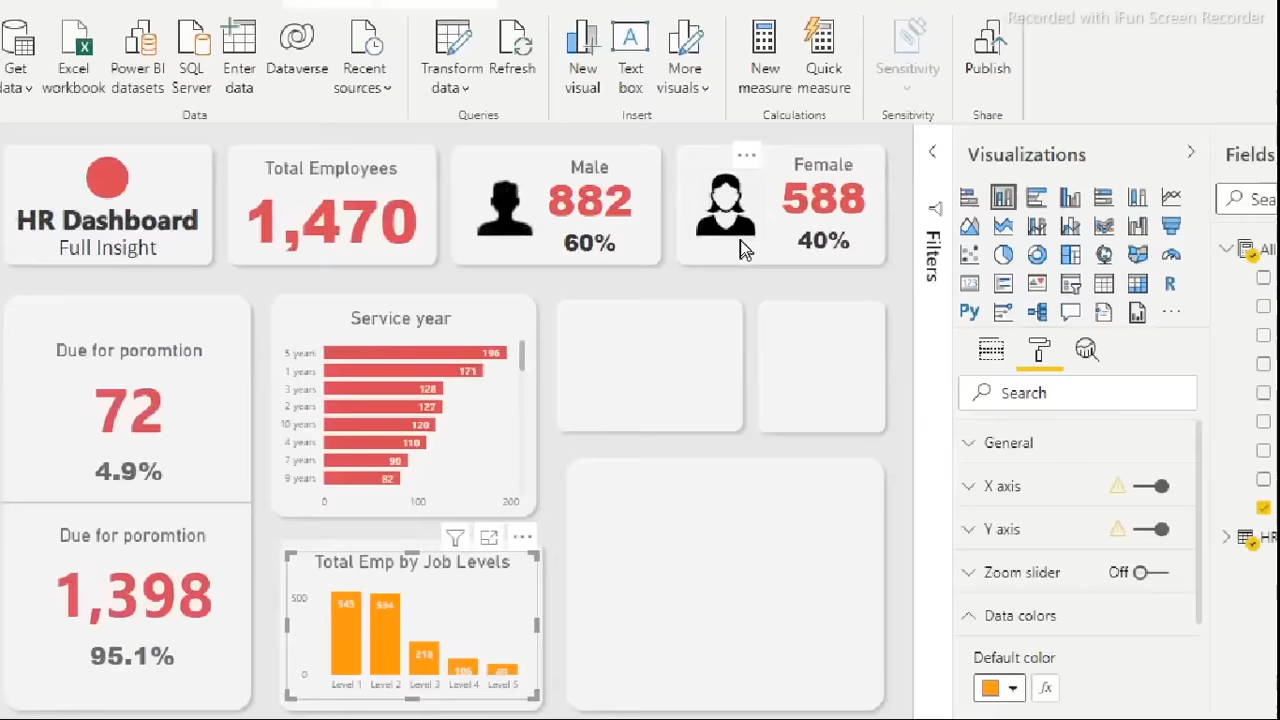 Recorded with iFun Screen Recorder
Get data
Excel workbook
Power BI datasets
SQL Server
Enter data
Dataverse
Recent sources
Transform data
Refresh
New visual
Text box
More visuals
New measure
Quick measure
Sensitivity
Publish
Data
Queries
Insert
Calculations
Sensitivity
Share
HR Dashboard
Full Insight
Total Employees
1,470
Male
882
60%
Female
588
40%
Due for poromtion
72
4.9%
Due for poromtion
1,398
95.1%
Service year
5 years 196
1 years 171
3 years 128
2 years 127
10 years 120
4 years 110
7 years 90
9 years 82
0 100 200
Total Emp by Job Levels
500
543 534 218 106
0
Level 1 Level 2 Level 3 Level 4 Level 5
Filters
Visualizations
R
Py
Search
General
X axis
Y axis
Zoom slider Off
Data colors
Default color
fx
Fields
Sea
All
HR